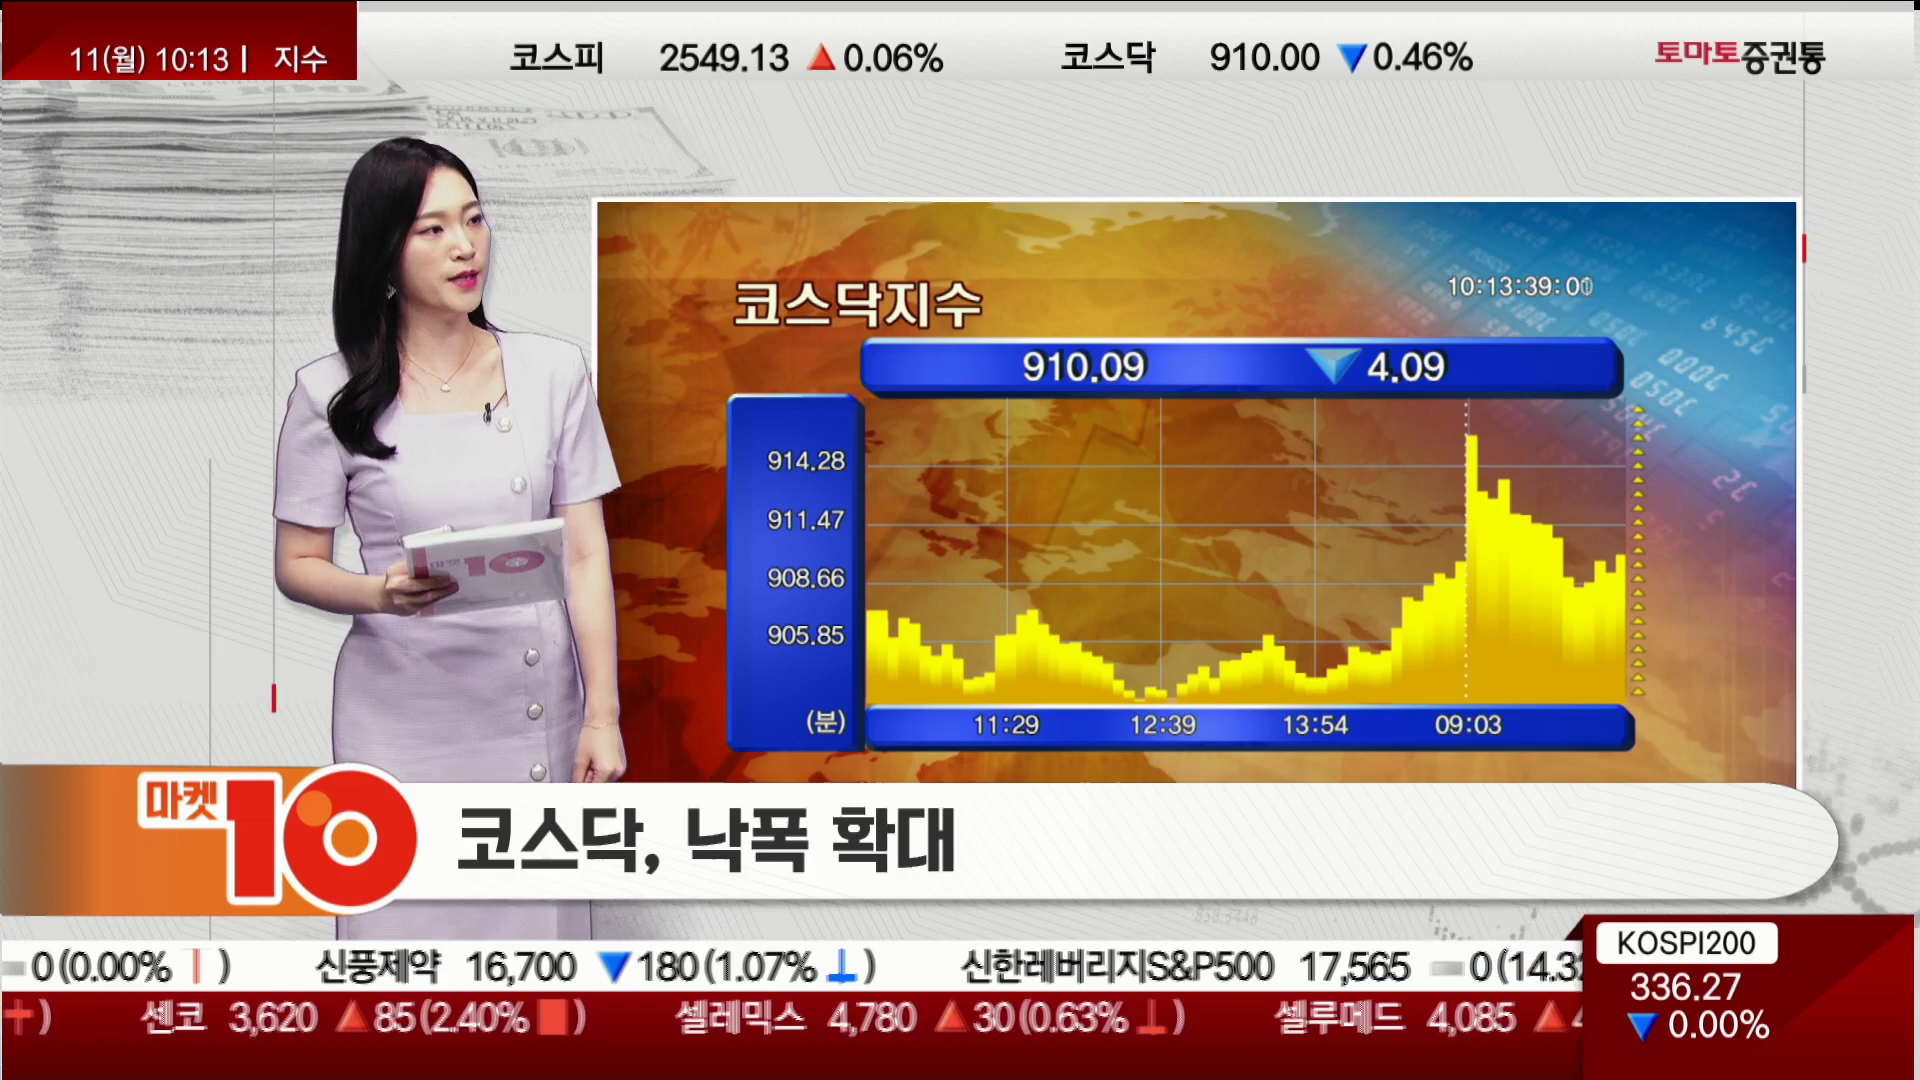 11(월) 10:13 | 지수 코스피 2549.13 ▲ 0.06% 코스닥 910.00 ▼ 0.46% 토마토증권통
코스닥지수
10:13:39:00
910.09 ▼ 4.09
914.28
911.47
908.66
905.85
(분) 11:29 12:39 13:54 09:03
10
마켓 10
코스닥, 낙폭 확대
0(0.00% ) 신풍제약 16,700 ▼180(1.07% ) 신한레버리지S&P500 17,565 0(14.32
) 센코 3,620 ▲85(2.40% ) 셀레믹스 4,780 ▲30(0.63% ) 셀루메드 4,085 ▲
KOSPI200
336.27
▼ 0.00%